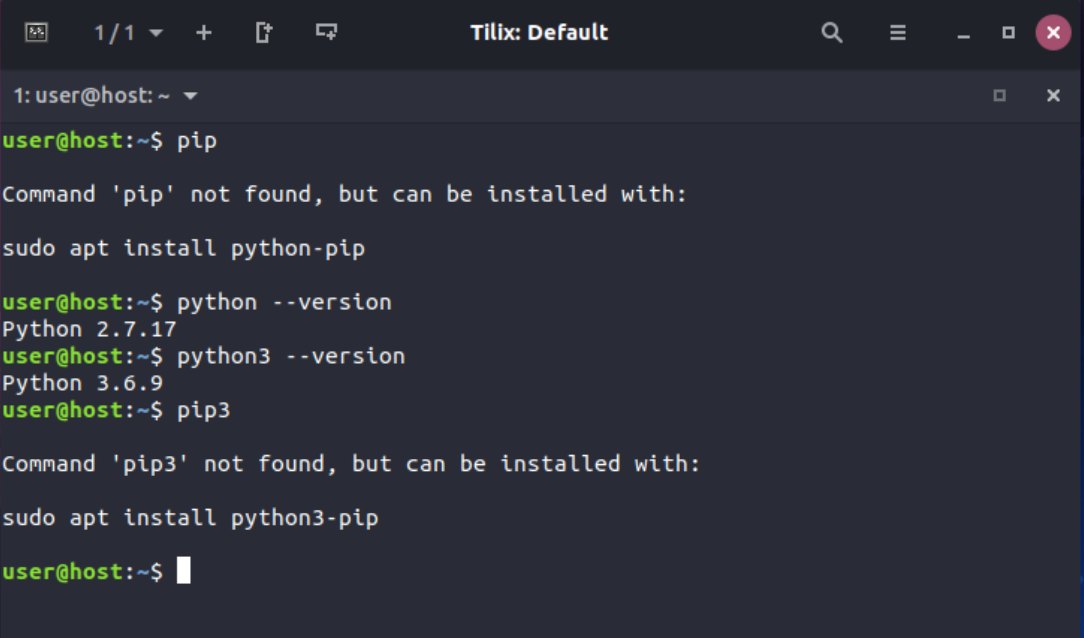 1/1
Tilix: Default
1: user@host: ~
user@host:~$ pip
Command 'pip' not found, but can be installed with:
sudo apt install python-pip
user@host:~$ python --version
Python 2.7.17
user@host:~$ python3 --version
Python 3.6.9
user@host:~$ pip3
Command 'pip3' not found, but can be installed with:
sudo apt install python3-pip
user@host:~$